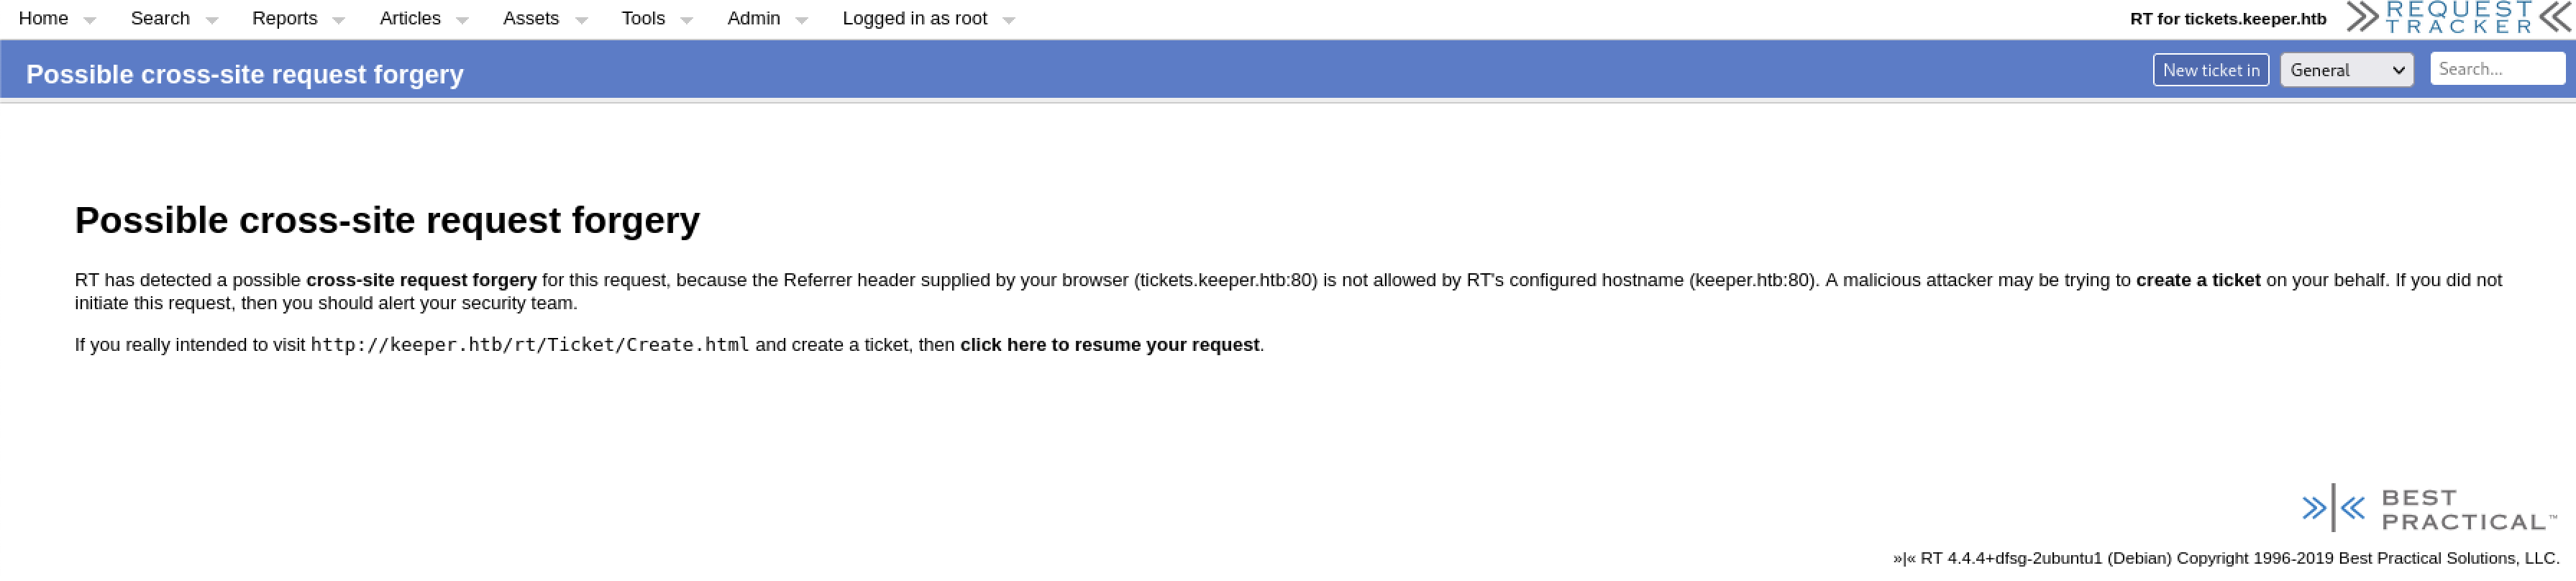 Home Search Reports Articles Assets Tools Admin Logged in as root RT for tickets.keeper.htb REQUEST TRACKER
Possible cross-site request forgery New ticket in General Search...
Possible cross-site request forgery
RT has detected a possible cross-site request forgery for this request, because the Referrer header supplied by your browser (tickets.keeper.htb:80) is not allowed by RT's configured hostname (keeper.htb:80). A malicious attacker may be trying to create a ticket on your behalf. If you did not
initiate this request, then you should alert your security team.
If you really intended to visit http://keeper.htb/rt/Ticket/Create.html and create a ticket, then click here to resume your request.
BEST
PRACTICAL™
»|« RT 4.4.4+dfsg-2ubuntu1 (Debian) Copyright 1996-2019 Best Practical Solutions, LLC.